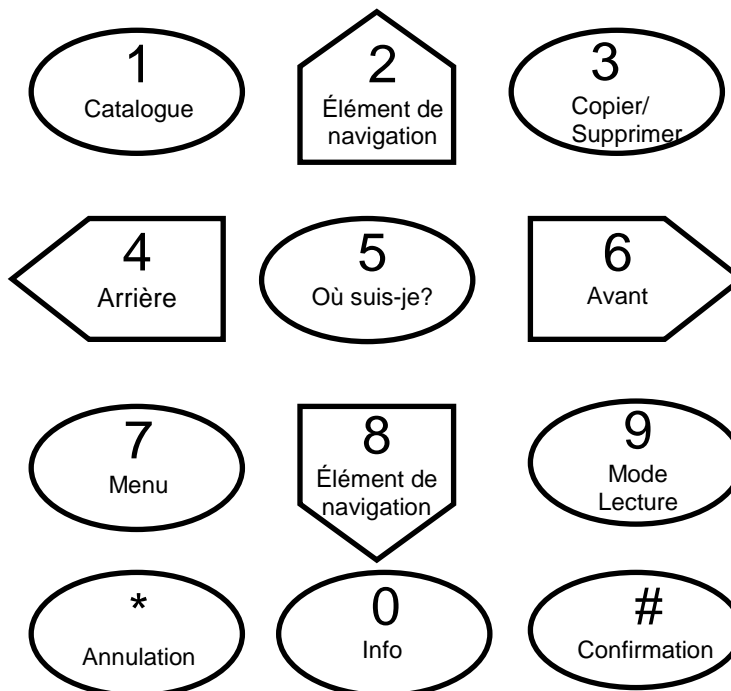 1
Catalogue
2
Élément de
navigation
3
Copier/
Supprimer
4
Arrière
5
Où suis-je?
6
Avant
7
Menu
8
Élément de
navigation
9
Mode
Lecture
*
Annulation
0
Info
#
Confirmation